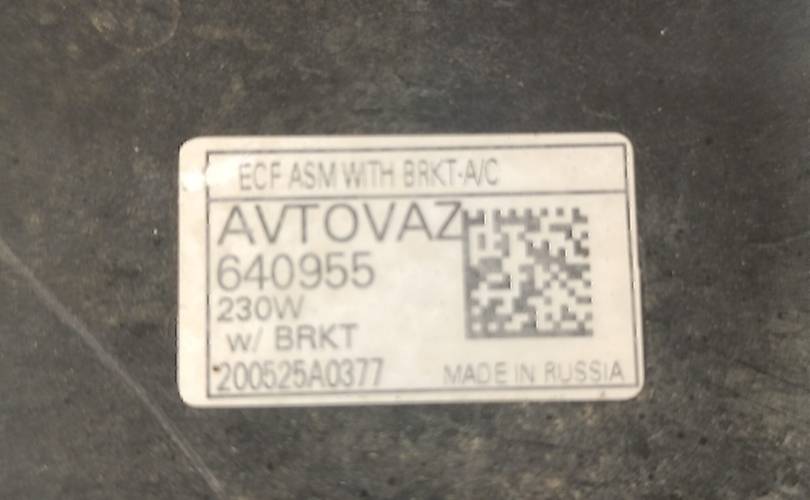 ECF ASM WITH BRKT-A/C
AVTOVAZ
640955
230W
w/ BRKT
200525A0377
MADE IN RUSSIA